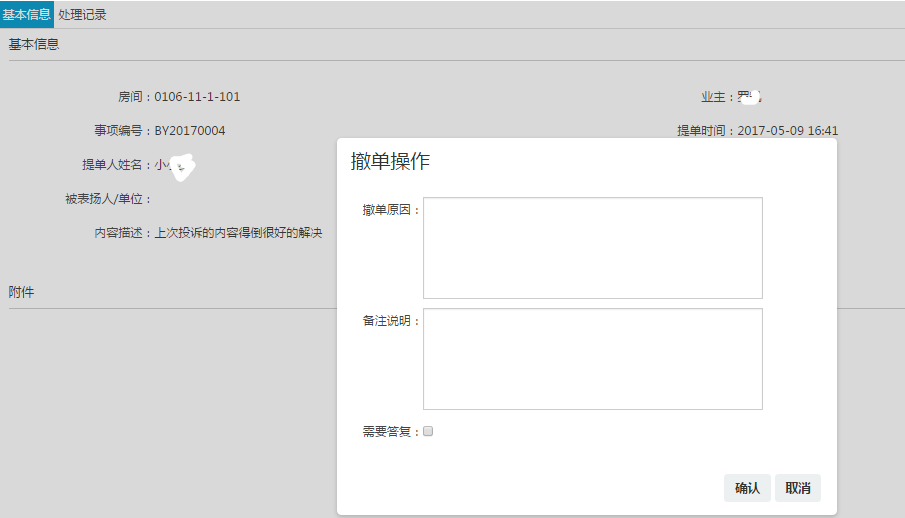 基本信息 处理记录
基本信息
房间：0106-11-1-101 业主：
事项编号：BY20170004 提单时间：2017-05-09 16:41
提单人姓名：小
被表扬人/单位：
内容描述：上次投诉的内容得倒很好的解决
附件
撤单操作
撤单原因：
备注说明：
需要答复：
确认 取消